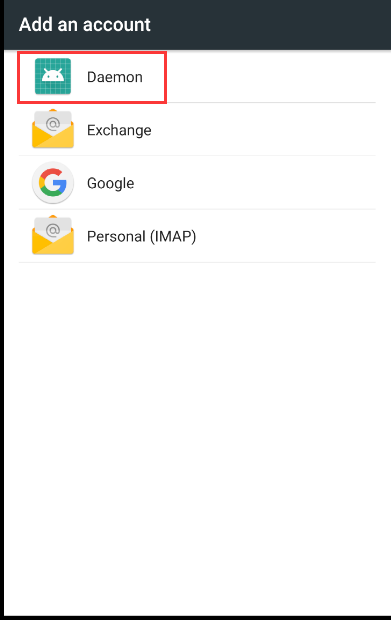 Add an account
Daemon
Exchange
Google
Personal (IMAP)